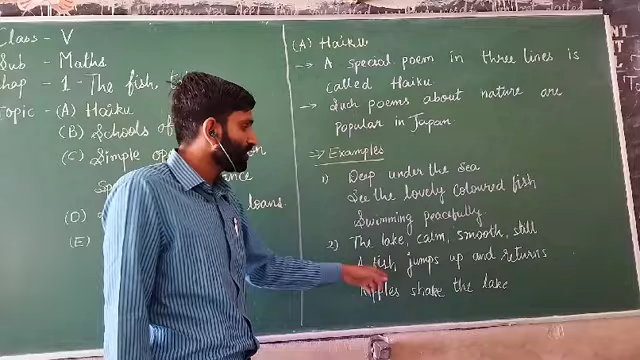 Class - V
Sub - Maths
Chap - 1 - The fish
Topic - (A) Haiku
(B) Schools of
(C) Simple
(D) loans.
(E)
(A) Haiku
→ A special poem in three lines is
called Haiku
→ Such poems about nature are
popular in Japan
⇒ Examples
1) Deep under the sea
See the lovely coloured fish
Swimming peacefully.
2) The lake, calm, smooth, still
A fish jumps up and returns
Ripples shake the lake